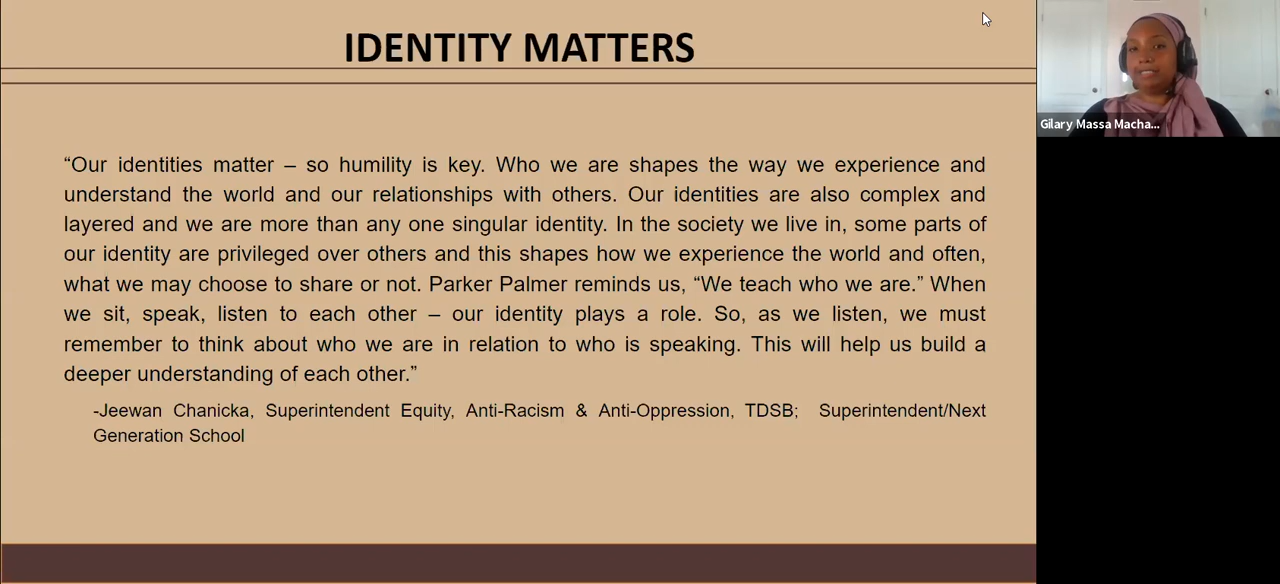 IDENTITY MATTERS
“Our identities matter – so humility is key. Who we are shapes the way we experience and
understand the world and our relationships with others. Our identities are also complex and
layered and we are more than any one singular identity. In the society we live in, some parts of
our identity are privileged over others and this shapes how we experience the world and often,
what we may choose to share or not. Parker Palmer reminds us, “We teach who we are.” When
we sit, speak, listen to each other – our identity plays a role. So, as we listen, we must
remember to think about who we are in relation to who is speaking. This will help us build a
deeper understanding of each other.”
-Jeewan Chanicka, Superintendent Equity, Anti-Racism & Anti-Oppression, TDSB; Superintendent/Next
Generation School
Gilary Massa Macha...